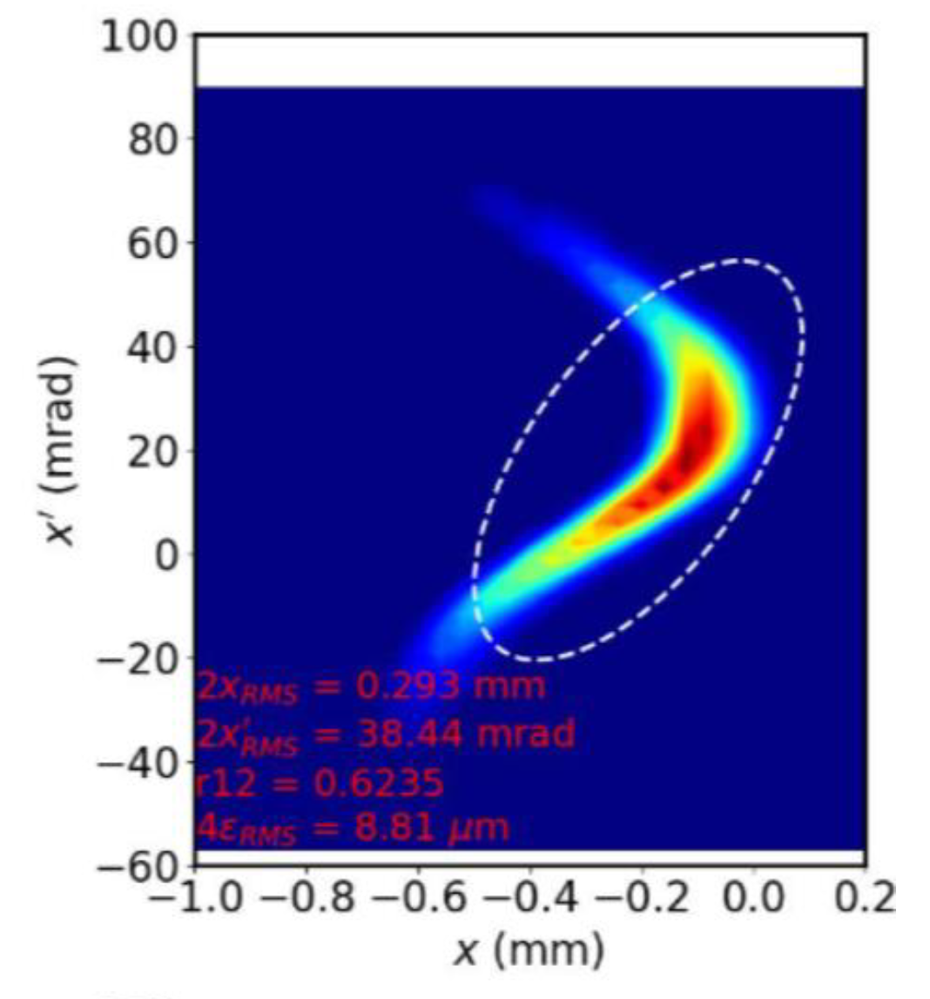 100
80
60
40
20
0
−20
−40
−60
x′ (mrad)
2x_RMS = 0.293 mm
2x′_RMS = 38.44 mrad
r12 = 0.6235
4ε_RMS = 8.81 μm
−1.0 −0.8 −0.6 −0.4 −0.2 0.0 0.2
x (mm)